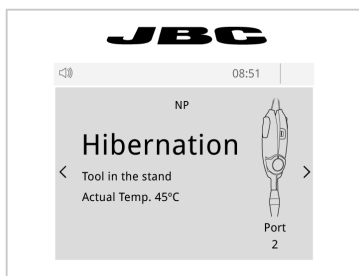 JBC
08:51
NP
Hibernation
Tool in the stand
Actual Temp. 45ºC
Port
2